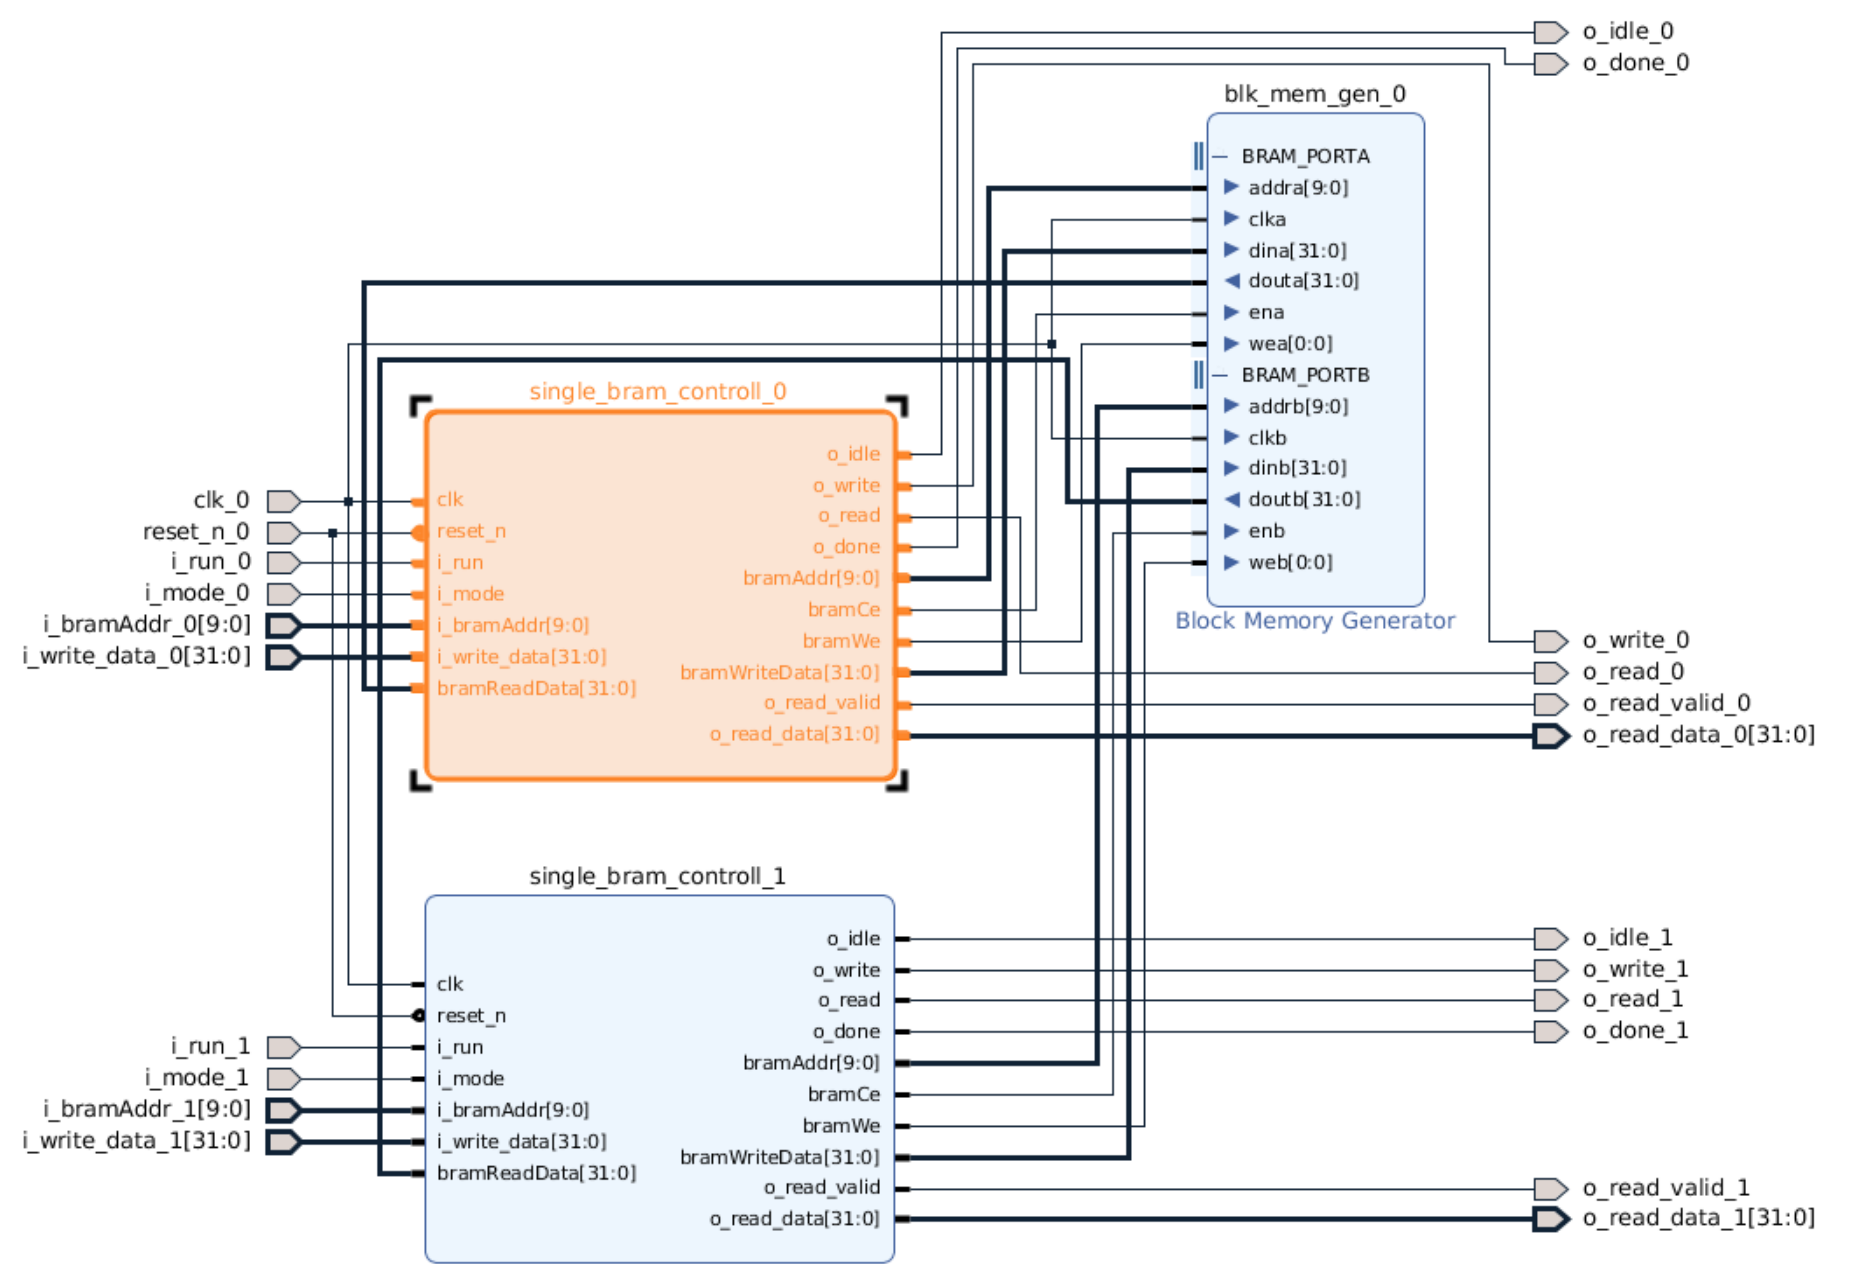 o_idle_0
o_done_0
blk_mem_gen_0
BRAM_PORTA
addra[9:0]
clka
dina[31:0]
douta[31:0]
ena
wea[0:0]
BRAM_PORTB
addrb[9:0]
clkb
dinb[31:0]
doutb[31:0]
enb
web[0:0]
Block Memory Generator
single_bram_controll_0
clk_0
reset_n_0
i_run_0
i_mode_0
i_bramAddr_0[9:0]
i_write_data_0[31:0]
clk
reset_n
i_run
i_mode
i_bramAddr[9:0]
i_write_data[31:0]
bramReadData[31:0]
o_idle
o_write
o_read
o_done
bramAddr[9:0]
bramCe
bramWe
bramWriteData[31:0]
o_read_valid
o_read_data[31:0]
o_write_0
o_read_0
o_read_valid_0
o_read_data_0[31:0]
single_bram_controll_1
i_run_1
i_mode_1
i_bramAddr_1[9:0]
i_write_data_1[31:0]
clk
reset_n
i_run
i_mode
i_bramAddr[9:0]
i_write_data[31:0]
bramReadData[31:0]
o_idle
o_write
o_read
o_done
bramAddr[9:0]
bramCe
bramWe
bramWriteData[31:0]
o_read_valid
o_read_data[31:0]
o_idle_1
o_write_1
o_read_1
o_done_1
o_read_valid_1
o_read_data_1[31:0]